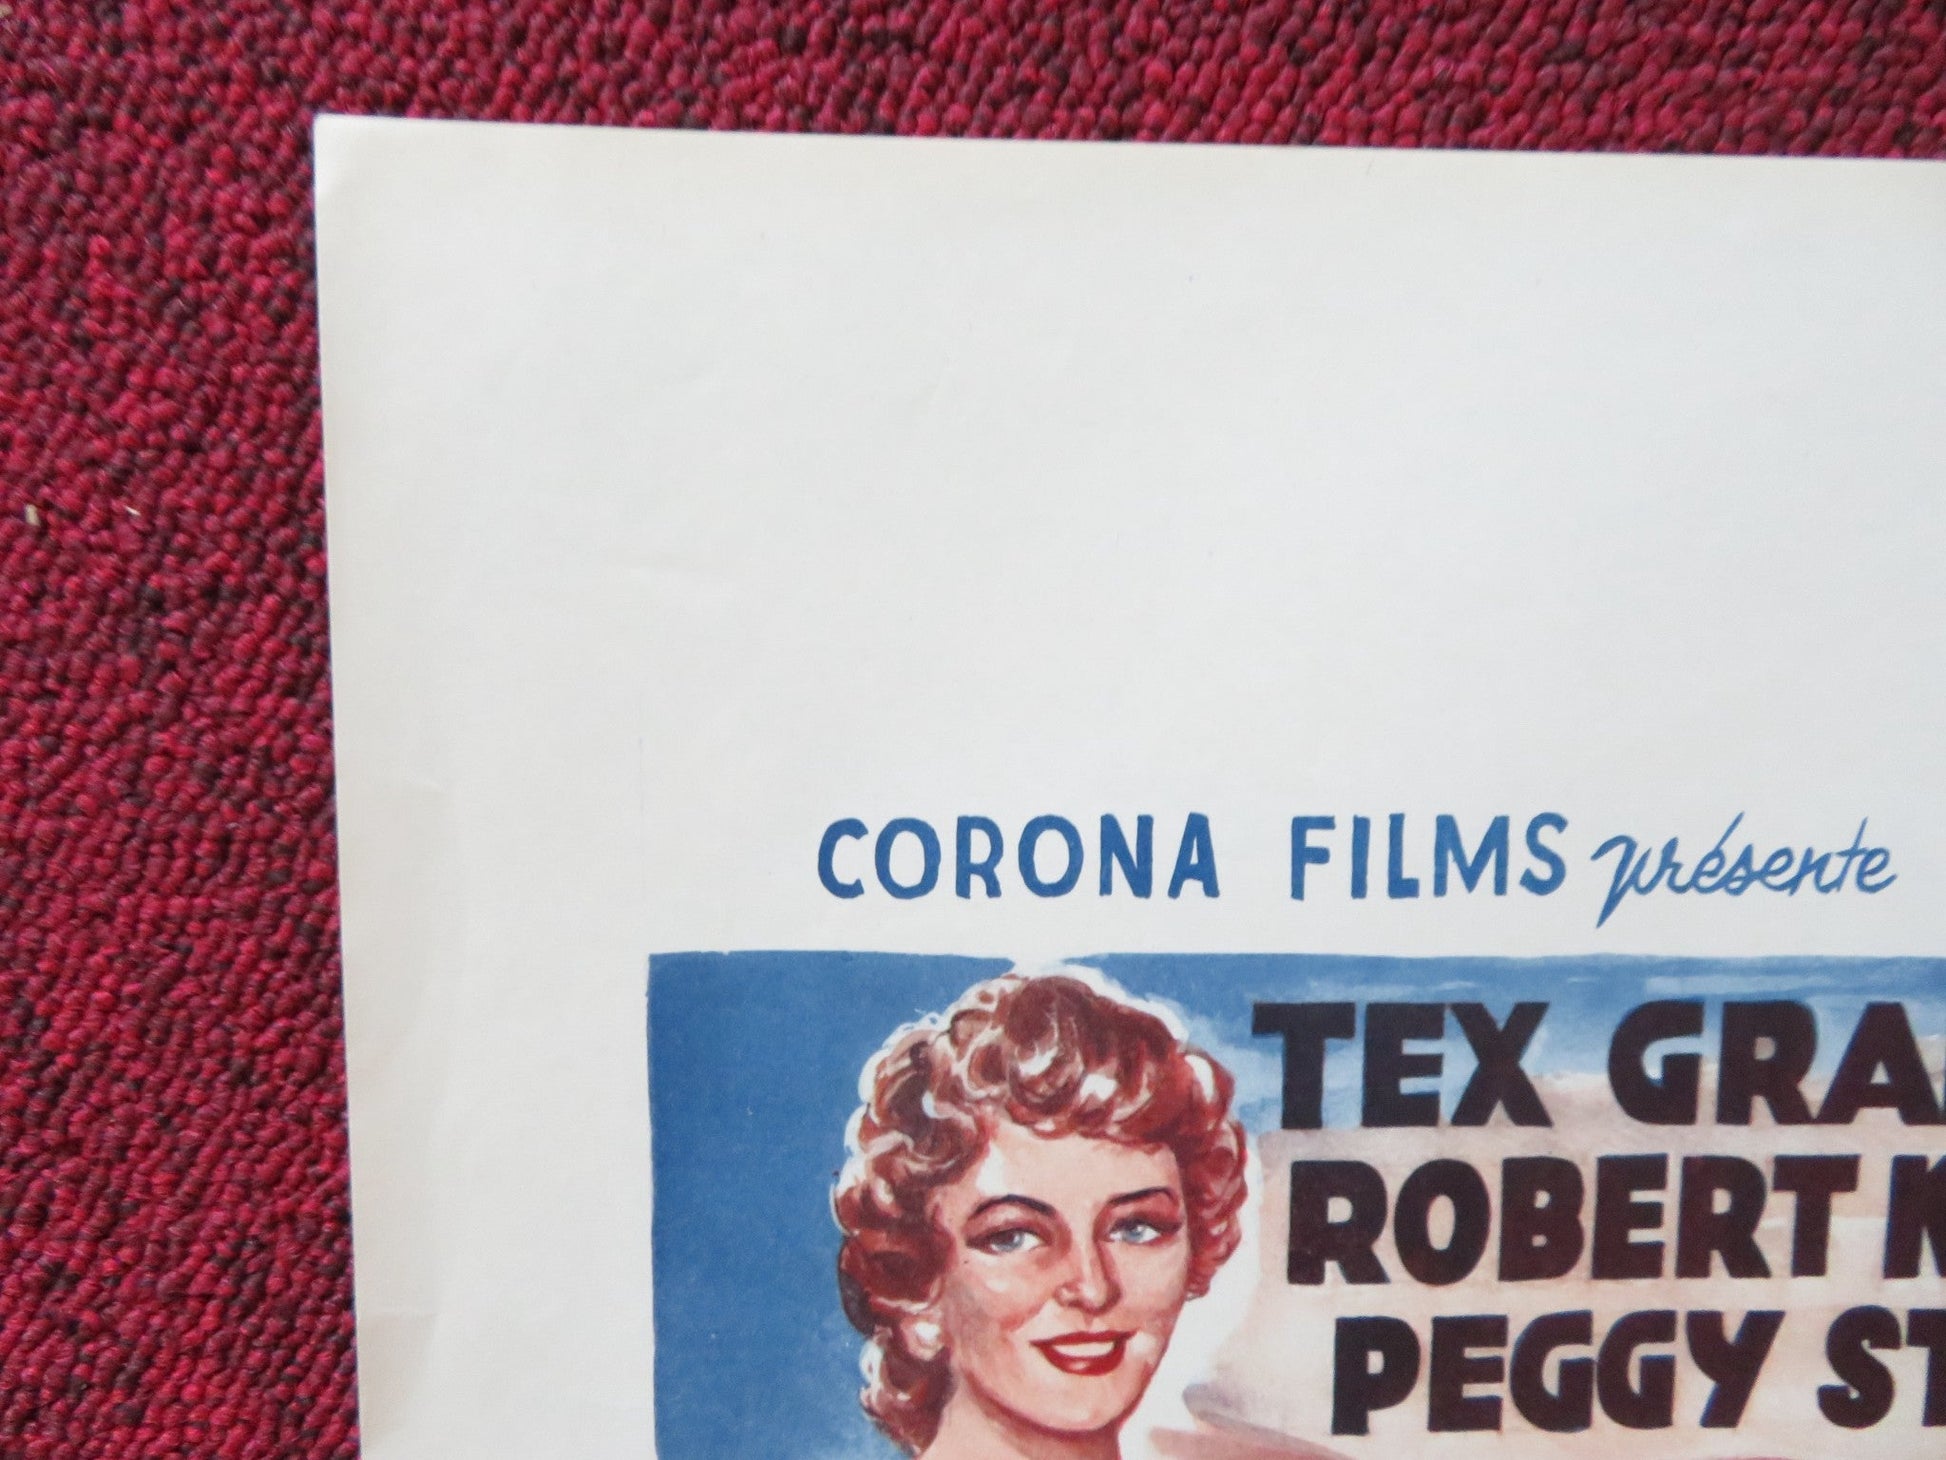 CORONA FILMS présente
TEX GRA
ROBERT
PEGGY ST